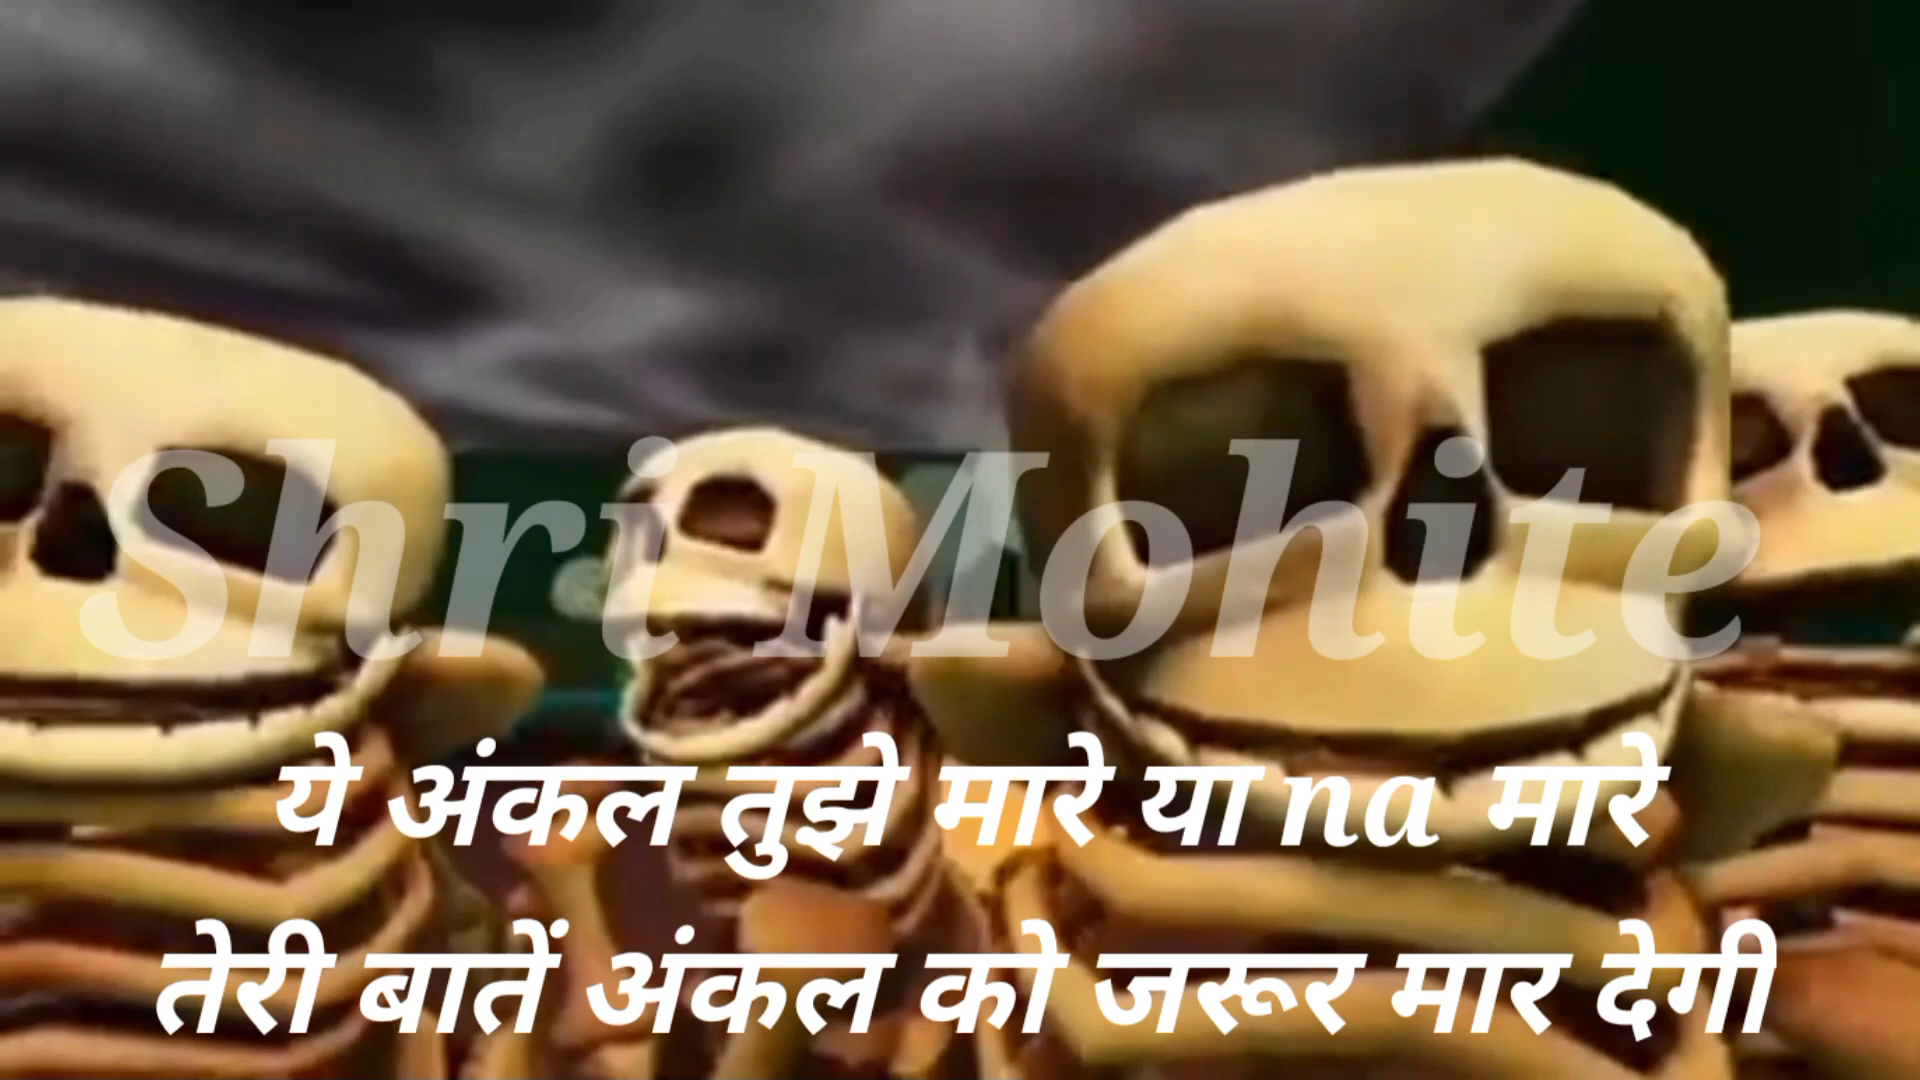 Shri Mohite
ये अंकल तुझे मारे या na मारे
तेरी बातें अंकल को जरूर मार देगी